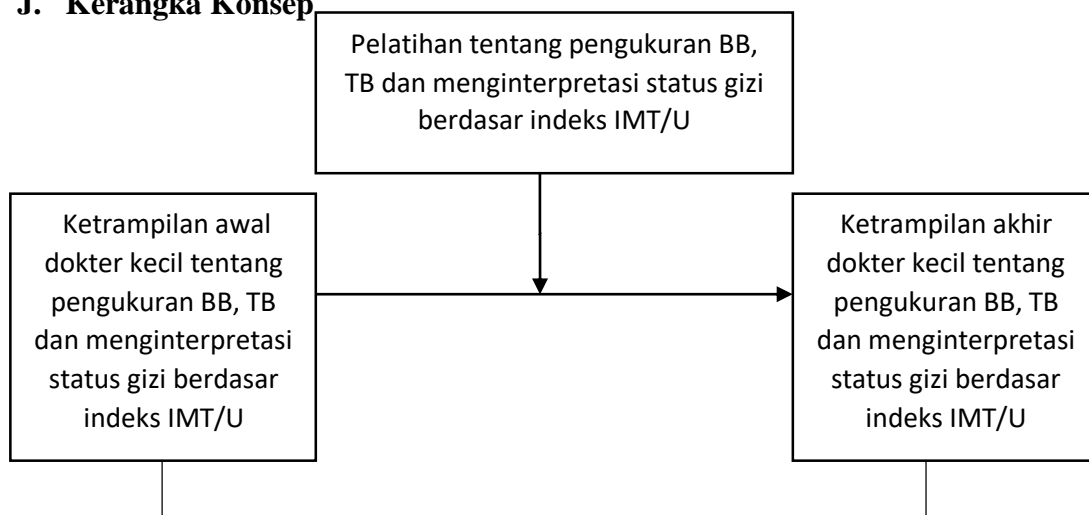 J. Kerangka Konsep
Pelatihan tentang pengukuran BB,
TB dan menginterpretasi status gizi
berdasar indeks IMT/U
Ketrampilan awal
dokter kecil tentang
pengukuran BB, TB
dan menginterpretasi
status gizi berdasar
indeks IMT/U
Ketrampilan akhir
dokter kecil tentang
pengukuran BB, TB
dan menginterpretasi
status gizi berdasar
indeks IMT/U